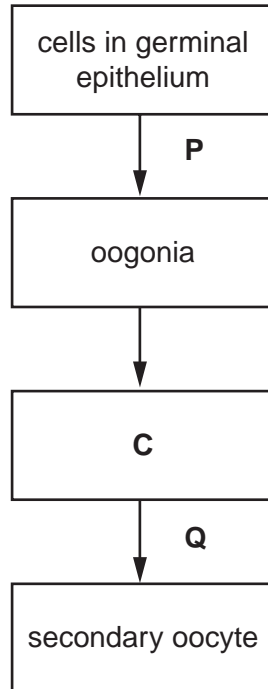 cells in germinal
epithelium
P
oogonia
C
Q
secondary oocyte